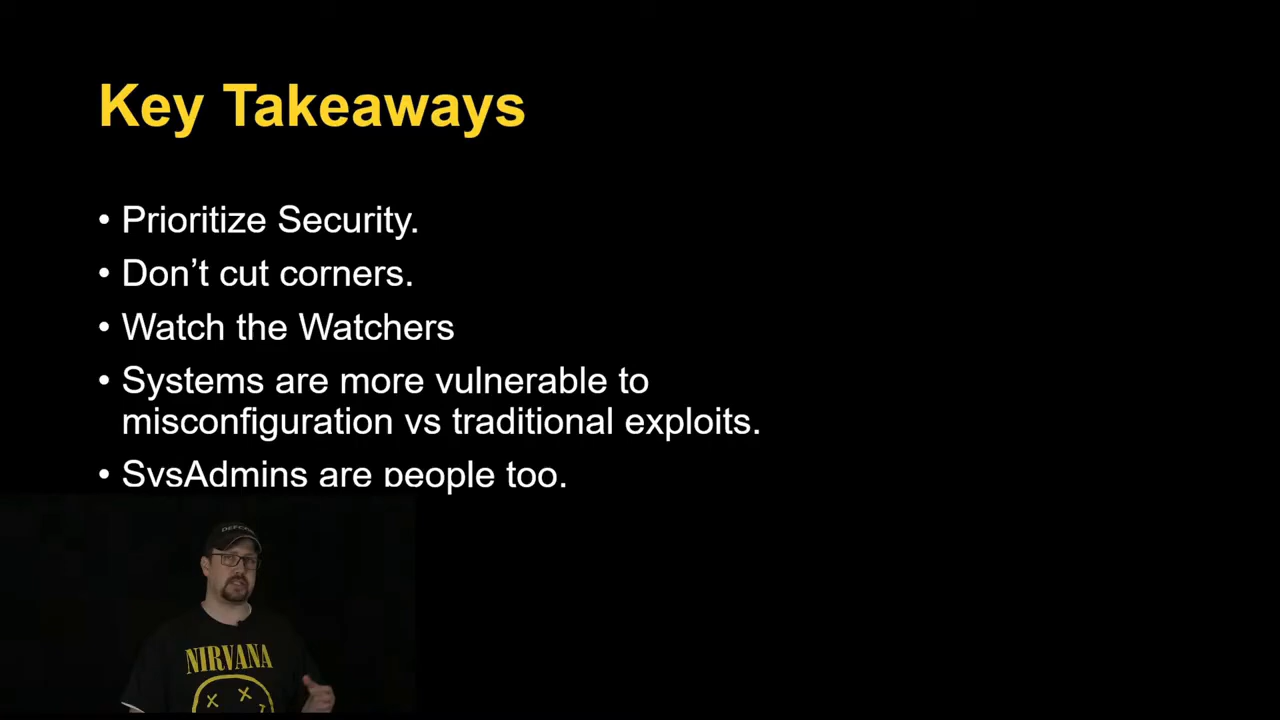 Key Takeaways
• Prioritize Security.
• Don’t cut corners.
• Watch the Watchers
• Systems are more vulnerable to
misconfiguration vs traditional exploits.
• SysAdmins are people too.
NIRVANA